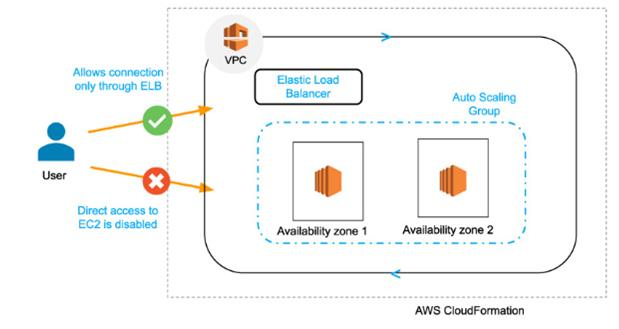 VPC
Allows connection
only through ELB
Elastic Load
Balancer
Auto Scaling
Group
User
Direct access to
EC2 is disabled
Availability zone 1
Availability zone 2
AWS CloudFormation